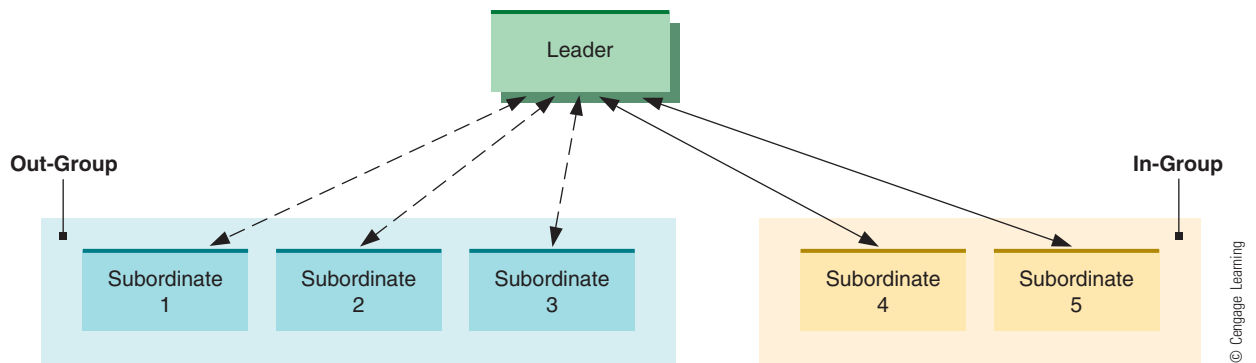 Leader
Out-Group
In-Group
Subordinate
1
Subordinate
2
Subordinate
3
Subordinate
4
Subordinate
5
© Cengage Learning